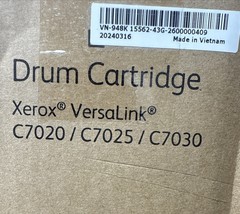 VN-948K 15562-43G-2600000409
20240316
Made in Vietnam
Drum Cartridge
Xerox® VersaLink®
C7020 / C7025 / C7030